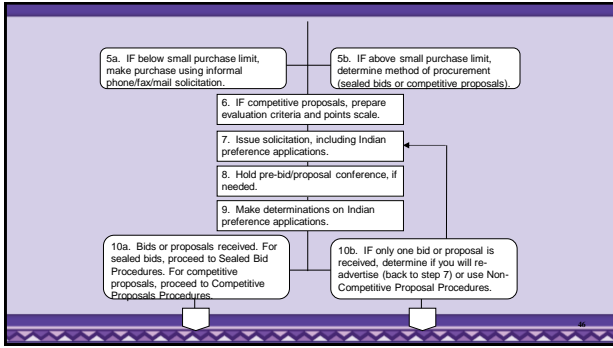 5a. IF below small purchase limit,
make purchase using informal
phone/fax/mail solicitation.
5b. IF above small purchase limit,
determine method of procurement
(sealed bids or competitive proposals).
6. IF competitive proposals, prepare
evaluation criteria and points scale.
7. Issue solicitation, including Indian
preference applications.
8. Hold pre-bid/proposal conference, if
needed.
9. Make determinations on Indian
preference applications.
10a. Bids or proposals received. For
sealed bids, proceed to Sealed Bid
Procedures. For competitive
proposals, proceed to Competitive
Proposals Procedures.
10b. IF only one bid or proposal is
received, determine if you will re-
advertise (back to step 7) or use Non-
Competitive Proposal Procedures.
46